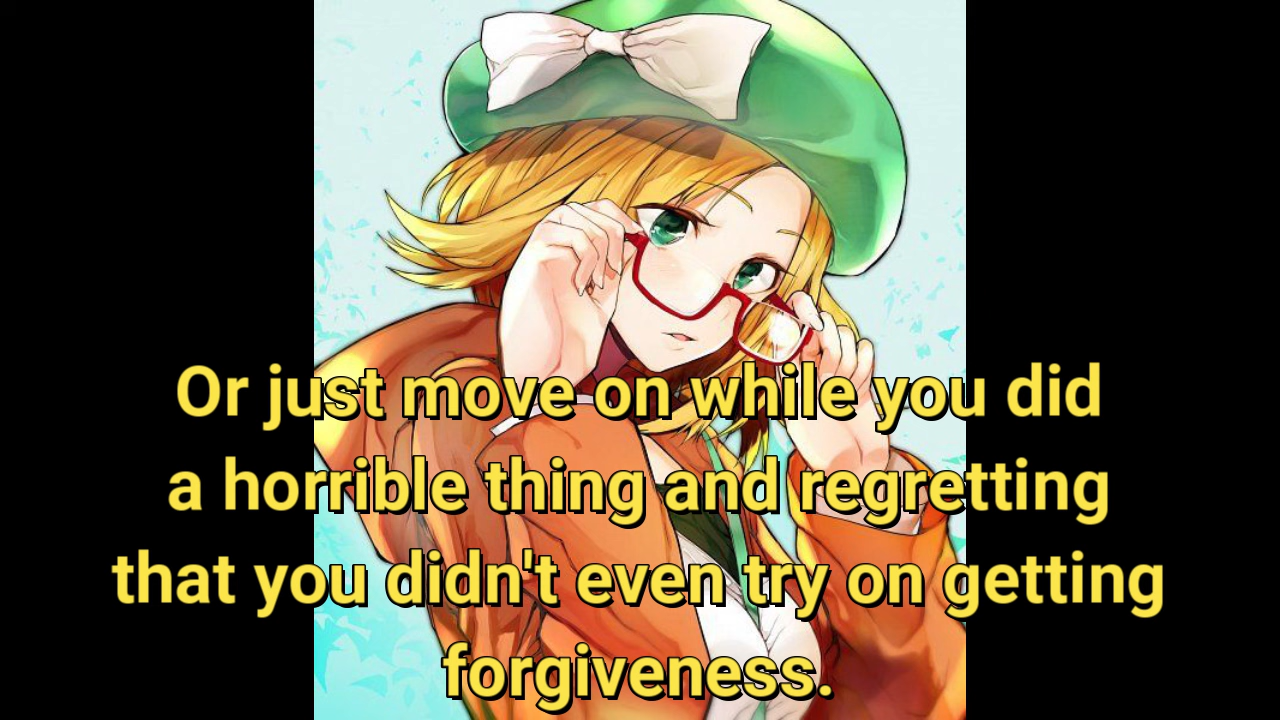 Or just move on while you did
a horrible thing and regretting
that you didn't even try on getting
forgiveness.